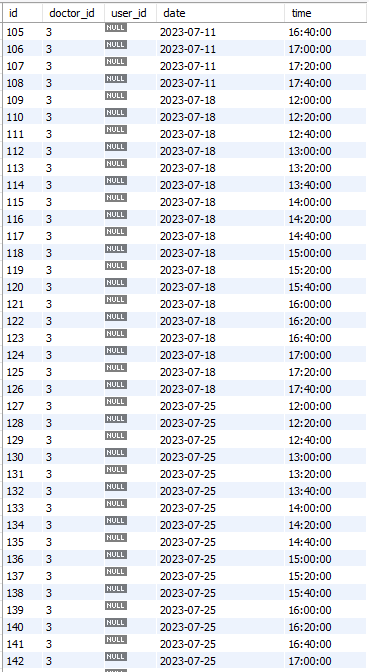 id doctor_id user_id date time
105 3 NULL 2023-07-11 16:40:00
106 3 NULL 2023-07-11 17:00:00
107 3 NULL 2023-07-11 17:20:00
108 3 NULL 2023-07-11 17:40:00
109 3 NULL 2023-07-18 12:00:00
110 3 NULL 2023-07-18 12:20:00
111 3 NULL 2023-07-18 12:40:00
112 3 NULL 2023-07-18 13:00:00
113 3 NULL 2023-07-18 13:20:00
114 3 NULL 2023-07-18 13:40:00
115 3 NULL 2023-07-18 14:00:00
116 3 NULL 2023-07-18 14:20:00
117 3 NULL 2023-07-18 14:40:00
118 3 NULL 2023-07-18 15:00:00
119 3 NULL 2023-07-18 15:20:00
120 3 NULL 2023-07-18 15:40:00
121 3 NULL 2023-07-18 16:00:00
122 3 NULL 2023-07-18 16:20:00
123 3 NULL 2023-07-18 16:40:00
124 3 NULL 2023-07-18 17:00:00
125 3 NULL 2023-07-18 17:20:00
126 3 NULL 2023-07-18 17:40:00
127 3 NULL 2023-07-25 12:00:00
128 3 NULL 2023-07-25 12:20:00
129 3 NULL 2023-07-25 12:40:00
130 3 NULL 2023-07-25 13:00:00
131 3 NULL 2023-07-25 13:20:00
132 3 NULL 2023-07-25 13:40:00
133 3 NULL 2023-07-25 14:00:00
134 3 NULL 2023-07-25 14:20:00
135 3 NULL 2023-07-25 14:40:00
136 3 NULL 2023-07-25 15:00:00
137 3 NULL 2023-07-25 15:20:00
138 3 NULL 2023-07-25 15:40:00
139 3 NULL 2023-07-25 16:00:00
140 3 NULL 2023-07-25 16:20:00
141 3 NULL 2023-07-25 16:40:00
142 3 NULL 2023-07-25 17:00:00